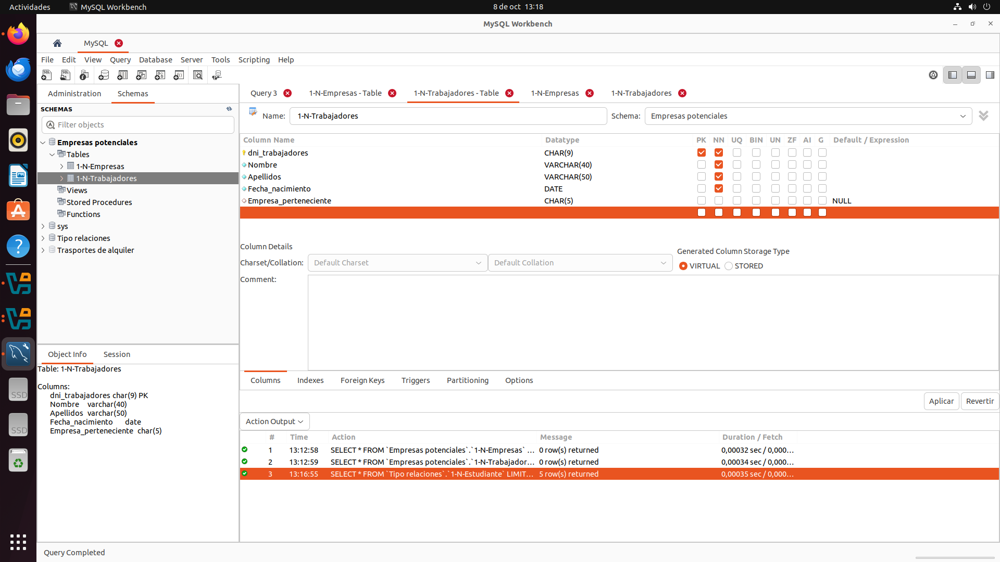 Actividades MySQL Workbench 8 de oct 13:18
MySQL Workbench
MySQL
File Edit View Query Database Server Tools Scripting Help
Administration Schemas
SCHEMAS
Filter objects
Empresas potenciales
Tables
1-N-Empresas
1-N-Trabajadores
Views
Stored Procedures
Functions
sys
Tipo relaciones
Trasportes de alquiler
Object Info Session
Table: 1-N-Trabajadores
Columns:
dni_trabajadores char(9) PK
Nombre varchar(40)
Apellidos varchar(50)
Fecha_nacimiento date
Empresa_perteneciente char(5)
Query 3 1-N-Empresas - Table 1-N-Trabajadores - Table 1-N-Empresas 1-N-Trabajadores
Name: 1-N-Trabajadores Schema: Empresas potenciales
Column Name Datatype PK NN UQ BIN UN ZF AI G Default / Expression
dni_trabajadores CHAR(9)
Nombre VARCHAR(40)
Apellidos VARCHAR(50)
Fecha_nacimiento DATE
Empresa_perteneciente CHAR(5) NULL
Column Details
Charset/Collation: Default Charset Default Collation
Generated Column Storage Type
VIRTUAL STORED
Comment:
Columns Indexes Foreign Keys Triggers Partitioning Options
Aplicar Revertir
Action Output
# Time Action Message Duration / Fetch
1 13:12:58 SELECT * FROM `Empresas potenciales`.`1-N-Empresas` … 0 row(s) returned 0,00032 sec / 0,000…
2 13:12:59 SELECT * FROM `Empresas potenciales`.`1-N-Trabajador… 0 row(s) returned 0,00034 sec / 0,000…
3 13:16:55 SELECT * FROM `Tipo relaciones`.`1-N-Estudiante` LIMIT… 5 row(s) returned 0,00035 sec / 0,000…
SSD
SSD
Query Completed